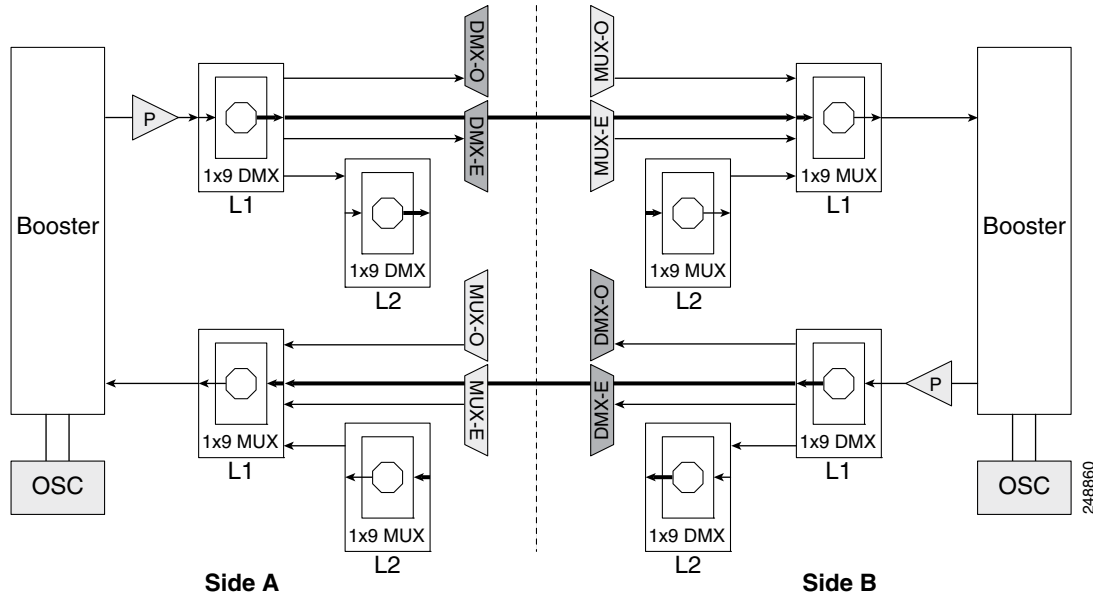 DMX-O
MUX-O
Booster
P
1x9 DMX
L1
DMX-E
MUX-E
1x9 MUX
L1
Booster
1x9 DMX
L2
1x9 MUX
L2
MUX-O
DMX-O
1x9 MUX
L1
MUX-E
DMX-E
1x9 DMX
L1
P
OSC
1x9 MUX
L2
1x9 DMX
L2
OSC
248860
Side A
Side B